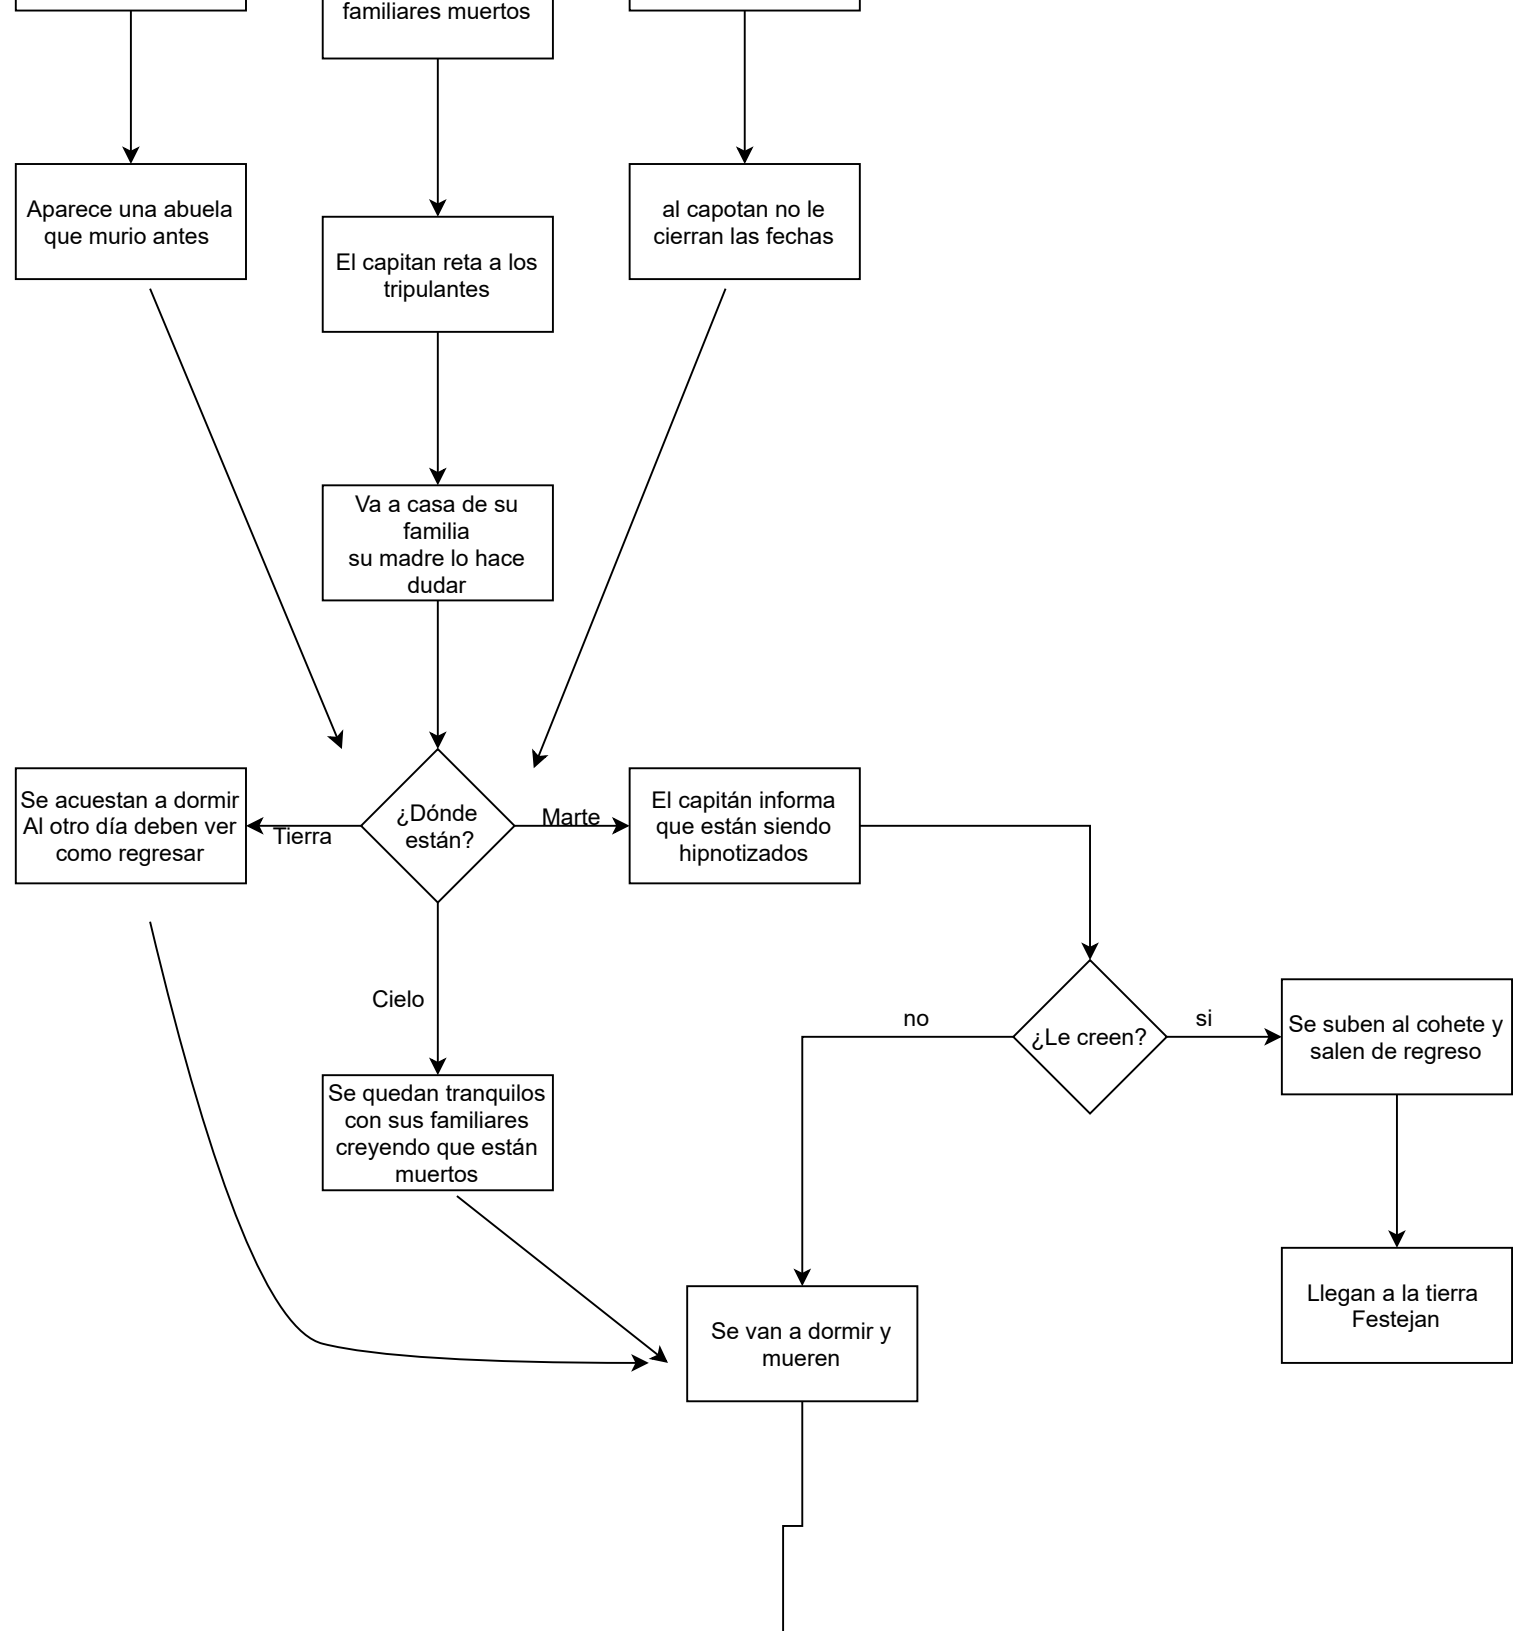 familiares muertos
Aparece una abuela
que murio antes
al capotan no le
cierran las fechas
El capitan reta a los
tripulantes
Va a casa de su
familia
su madre lo hace
dudar
Se acuestan a dormir
Al otro día deben ver
como regresar
Tierra
¿Dónde
están?
Marte
El capitán informa
que están siendo
hipnotizados
Cielo
no
¿Le creen?
si
Se suben al cohete y
salen de regreso
Se quedan tranquilos
con sus familiares
creyendo que están
muertos
Se van a dormir y
mueren
Llegan a la tierra
Festejan